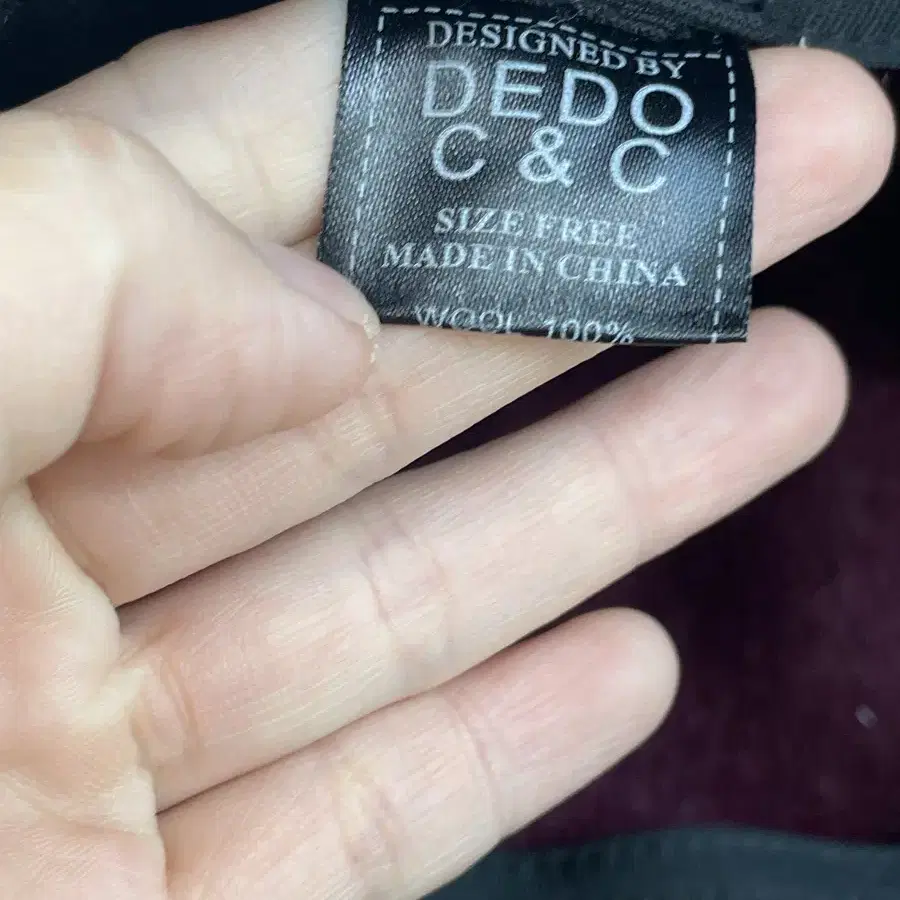 DESIGNED BY
DEDO
C & C
SIZE FREE
MADE IN CHINA
WOOL 100%